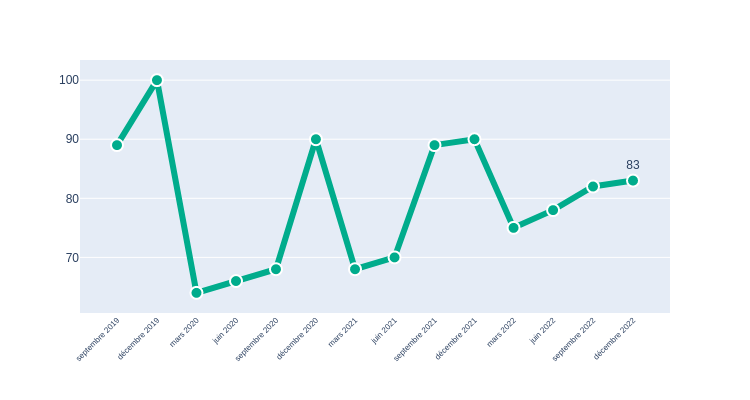 100
90
80
70
83
septembre 2019
décembre 2019
mars 2020
juin 2020
septembre 2020
décembre 2020
mars 2021
juin 2021
septembre 2021
décembre 2021
mars 2022
juin 2022
septembre 2022
décembre 2022